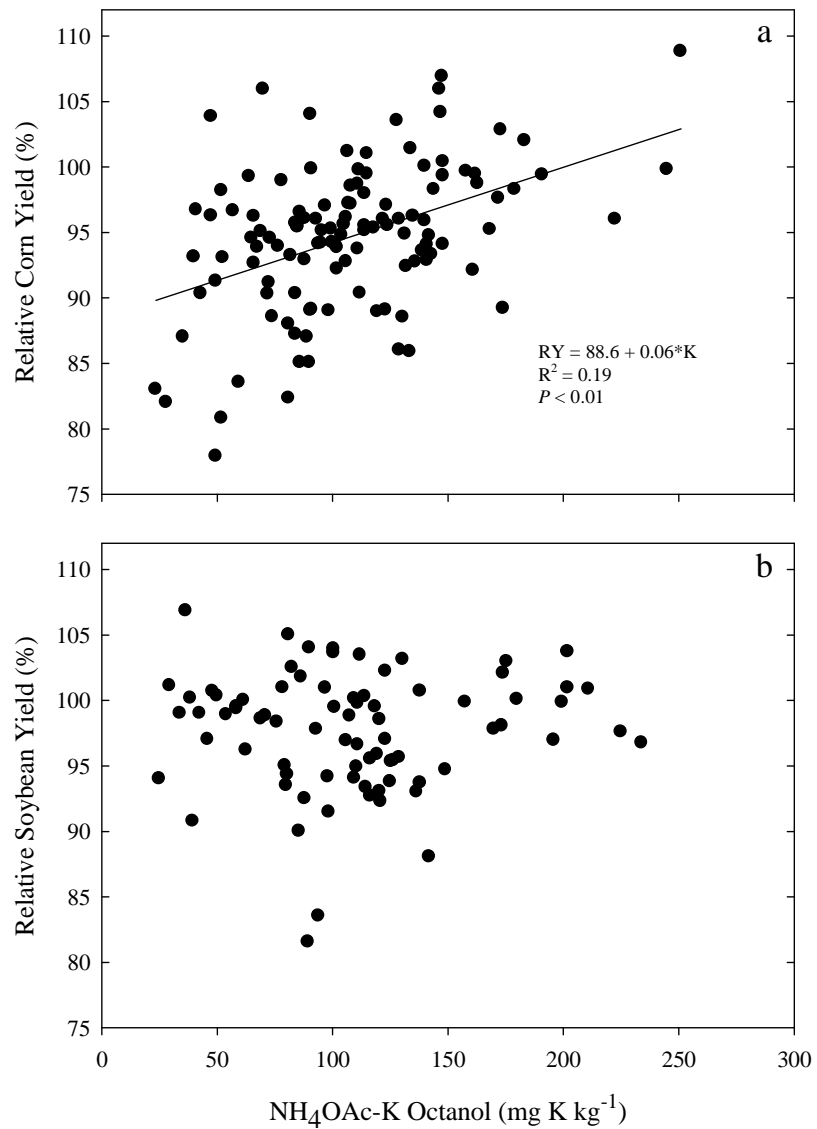 a
Relative Corn Yield (%)
110
105
100
95
90
85
80
75
RY = 88.6 + 0.06*K
R² = 0.19
P < 0.01
b
Relative Soybean Yield (%)
110
105
100
95
90
85
80
75
0 50 100 150 200 250 300
NH₄OAc-K Octanol (mg K kg⁻¹)